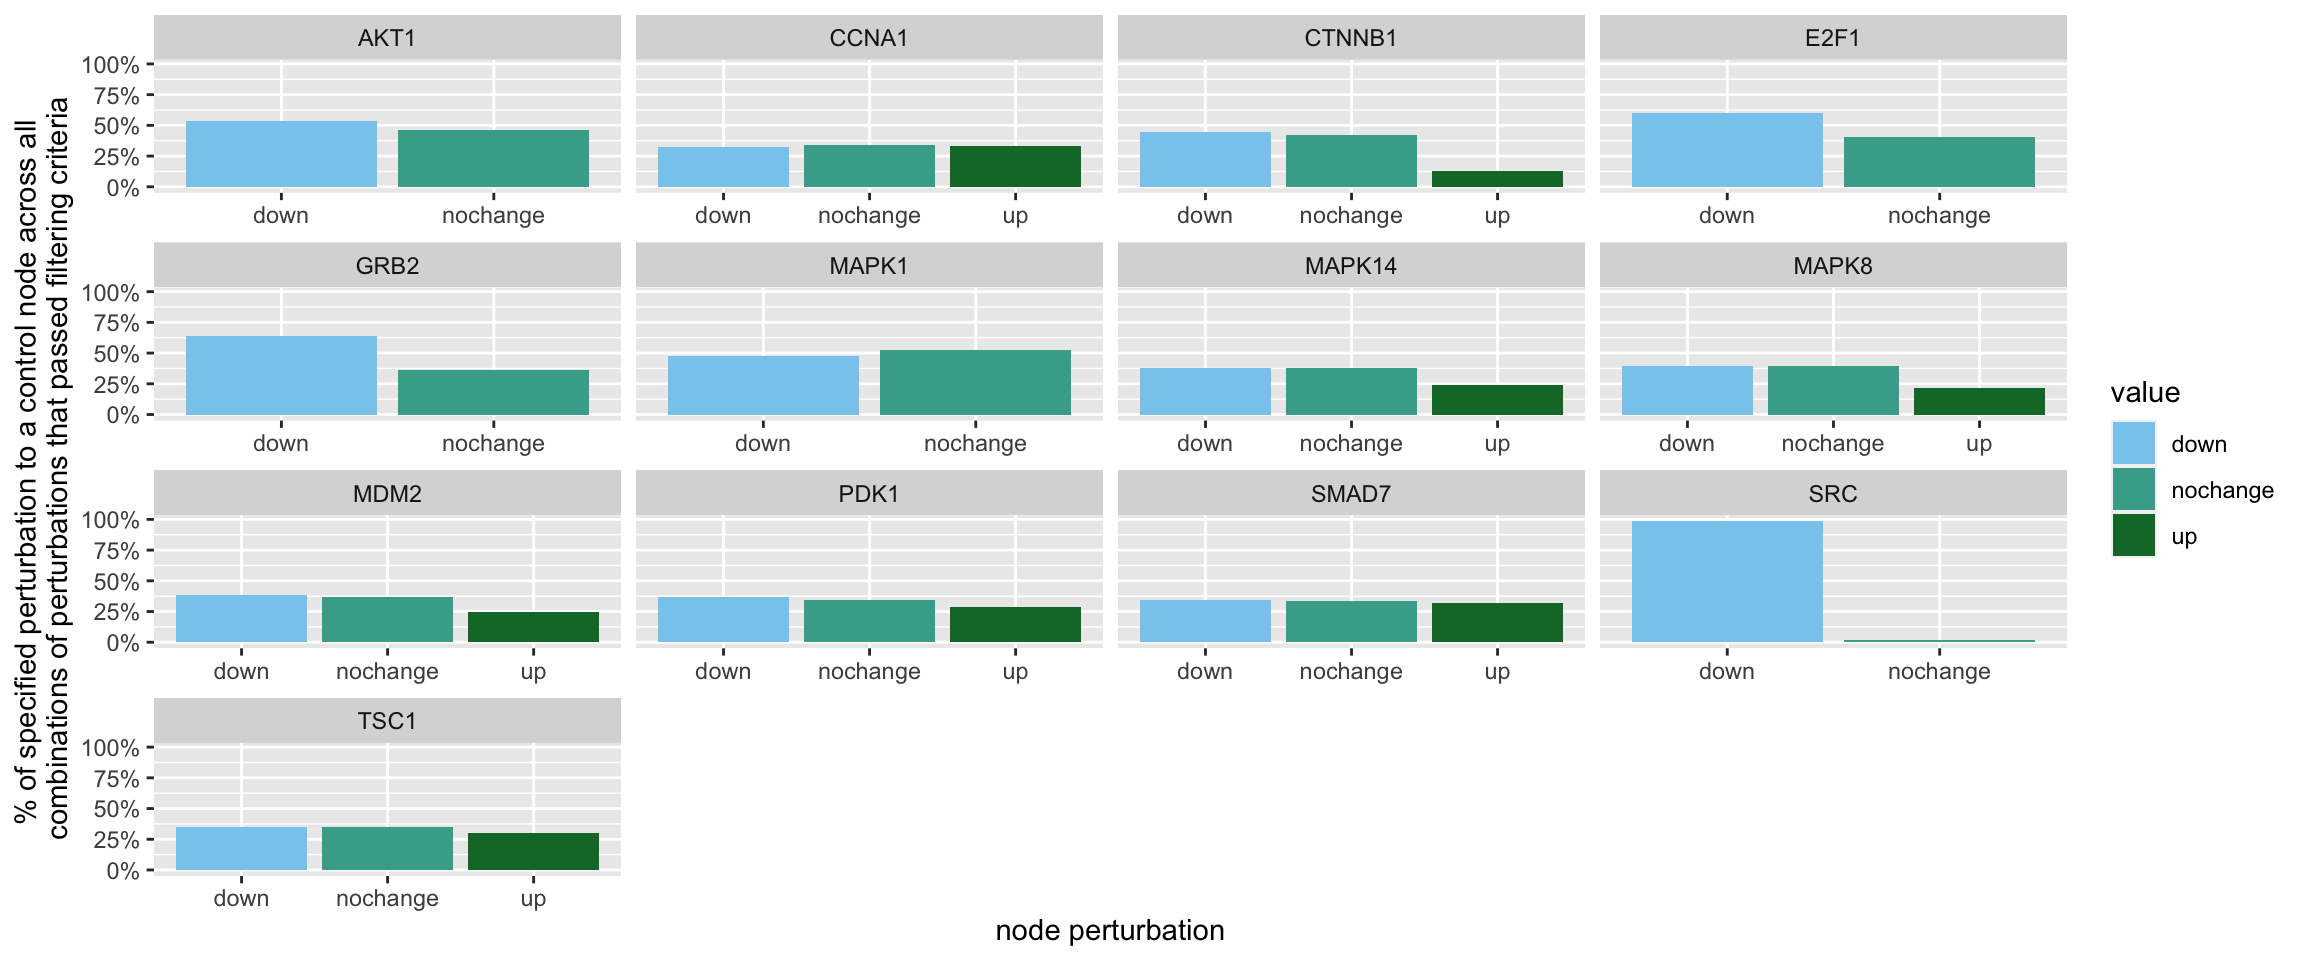 % of specified perturbation to a control node across all
combinations of perturbations that passed filtering criteria
AKT1
CCNA1
CTNNB1
E2F1
100%
75%
50%
25%
0%
down nochange
down nochange up
down nochange up
down nochange
GRB2
MAPK1
MAPK14
MAPK8
100%
75%
50%
25%
0%
down nochange
down nochange
down nochange up
down nochange up
MDM2
PDK1
SMAD7
SRC
100%
75%
50%
25%
0%
down nochange up
down nochange up
down nochange up
down nochange
TSC1
100%
75%
50%
25%
0%
down nochange up
node perturbation
value
down
nochange
up